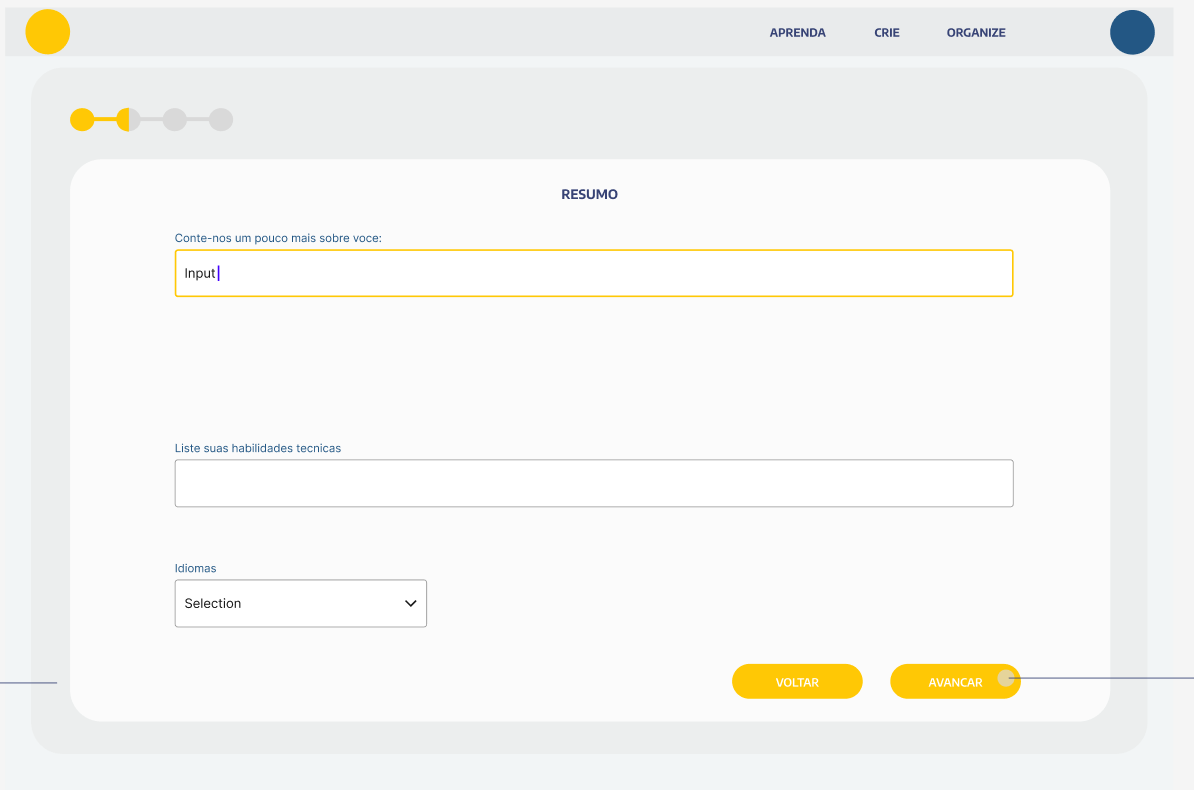 APRENDA CRIE ORGANIZE
RESUMO
Conte-nos um pouco mais sobre voce:
Input
Liste suas habilidades tecnicas
Idiomas
Selection
VOLTAR AVANCAR